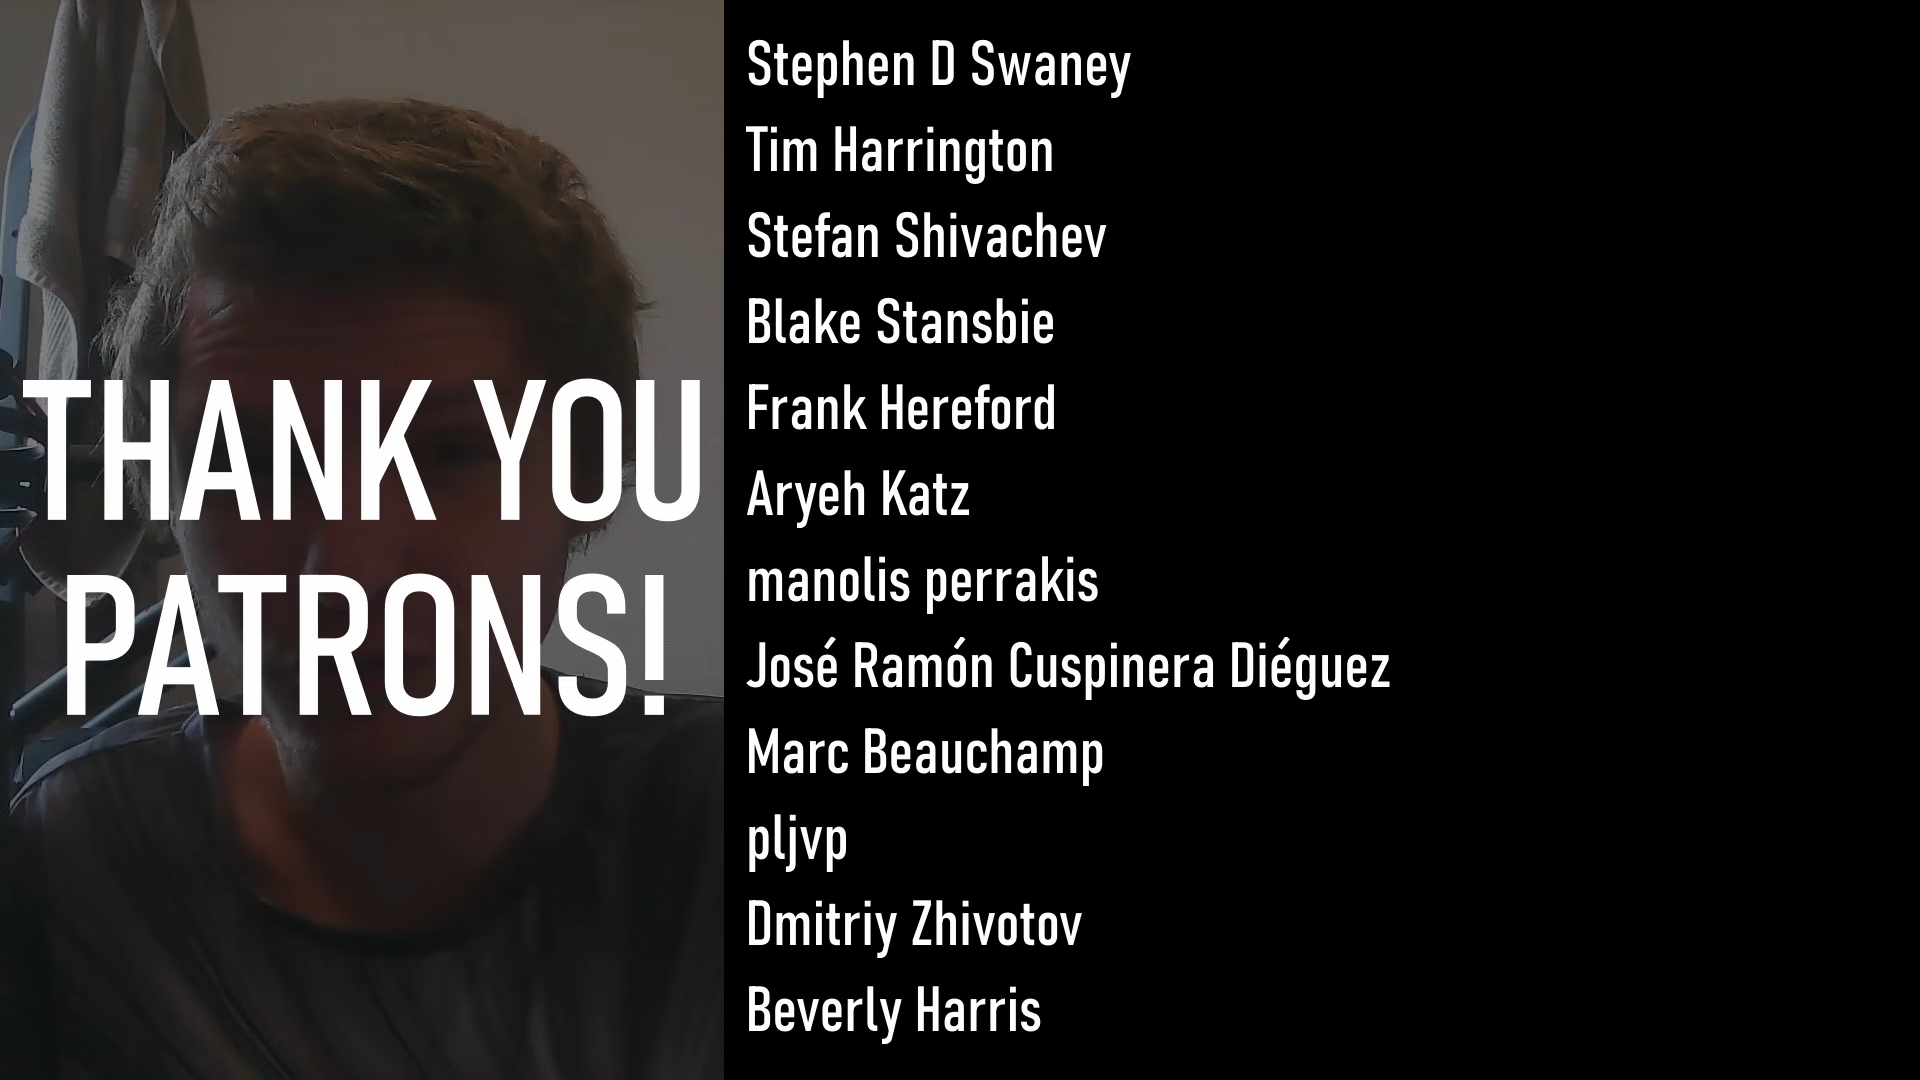 THANK YOU
PATRONS!
Stephen D Swaney
Tim Harrington
Stefan Shivachev
Blake Stansbie
Frank Hereford
Aryeh Katz
manolis perrakis
José Ramón Cuspinera Diéguez
Marc Beauchamp
pljvp
Dmitriy Zhivotov
Beverly Harris